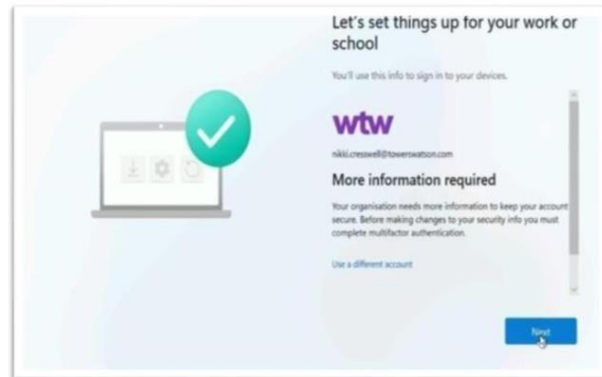 Let's set things up for your work or
school
You'll use this info to sign in to your devices.
wtw
nikki.cresswell@towerswatson.com
More information required
Your organisation needs more information to keep your account
secure. Before making changes to your security info you must
complete multifactor authentication.
Use a different account
Next